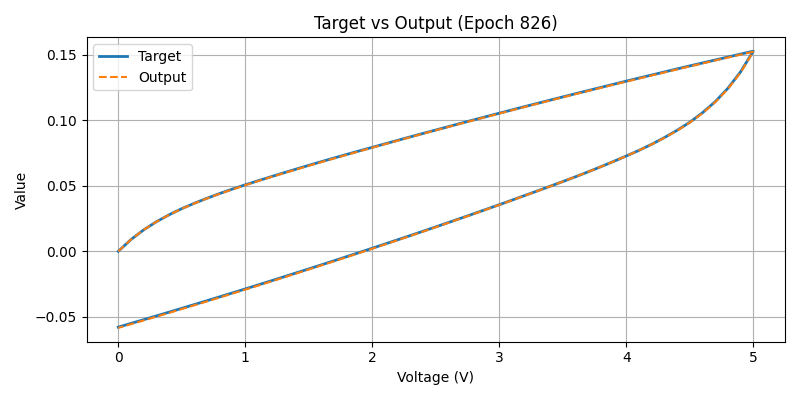 Target vs Output (Epoch 826)
Target
Output
0.15
0.10
0.05
0.00
−0.05
Value
0 1 2 3 4 5
Voltage (V)